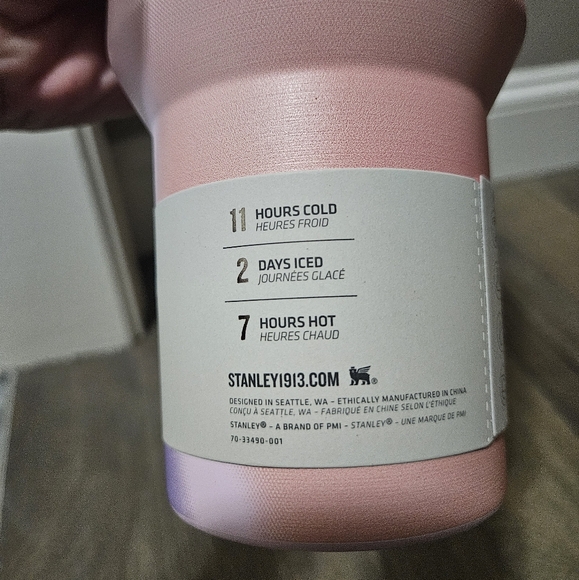 11 HOURS COLD
HEURES FROID
2 DAYS ICED
JOURNÉES GLACÉ
7 HOURS HOT
HEURES CHAUD
STANLEY1913.COM ®
DESIGNED IN SEATTLE, WA – ETHICALLY MANUFACTURED IN CHINA
CONÇU À SEATTLE, WA – FABRIQUÉ EN CHINE SELON L'ÉTHIQUE
STANLEY® – A BRAND OF PMI – STANLEY® – UNE MARQUE DE PMI
70-33490-001